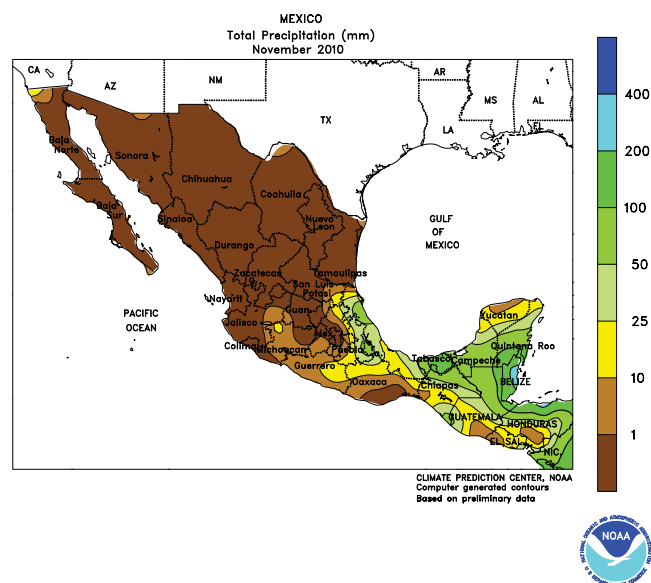 MEXICO
Total Precipitation (mm)
November 2010
CA
AZ
NM
TX
AR
LA
MS
AL
FL
Baja
Norte
Sonora
Chihuahua
Coahuila
Baja
Sur
Sinaloa
Nuevo
Leon
Durango
GULF
OF
MEXICO
Zacatecas
Tamaulipas
San Luis
Potosi
Nayarit
Guan
PACIFIC
OCEAN
Jalisco
Mex
Yucatan
Colima
Michoacan
Puebla
Quintana Roo
Tabasco
Campeche
Guerrero
Oaxaca
Chiapas
BELIZE
GUATEMALA
HONDURAS
EL SAL
NIC.
400
200
100
50
25
10
1
CLIMATE PREDICTION CENTER, NOAA
Computer generated contours
Based on preliminary data
NOAA